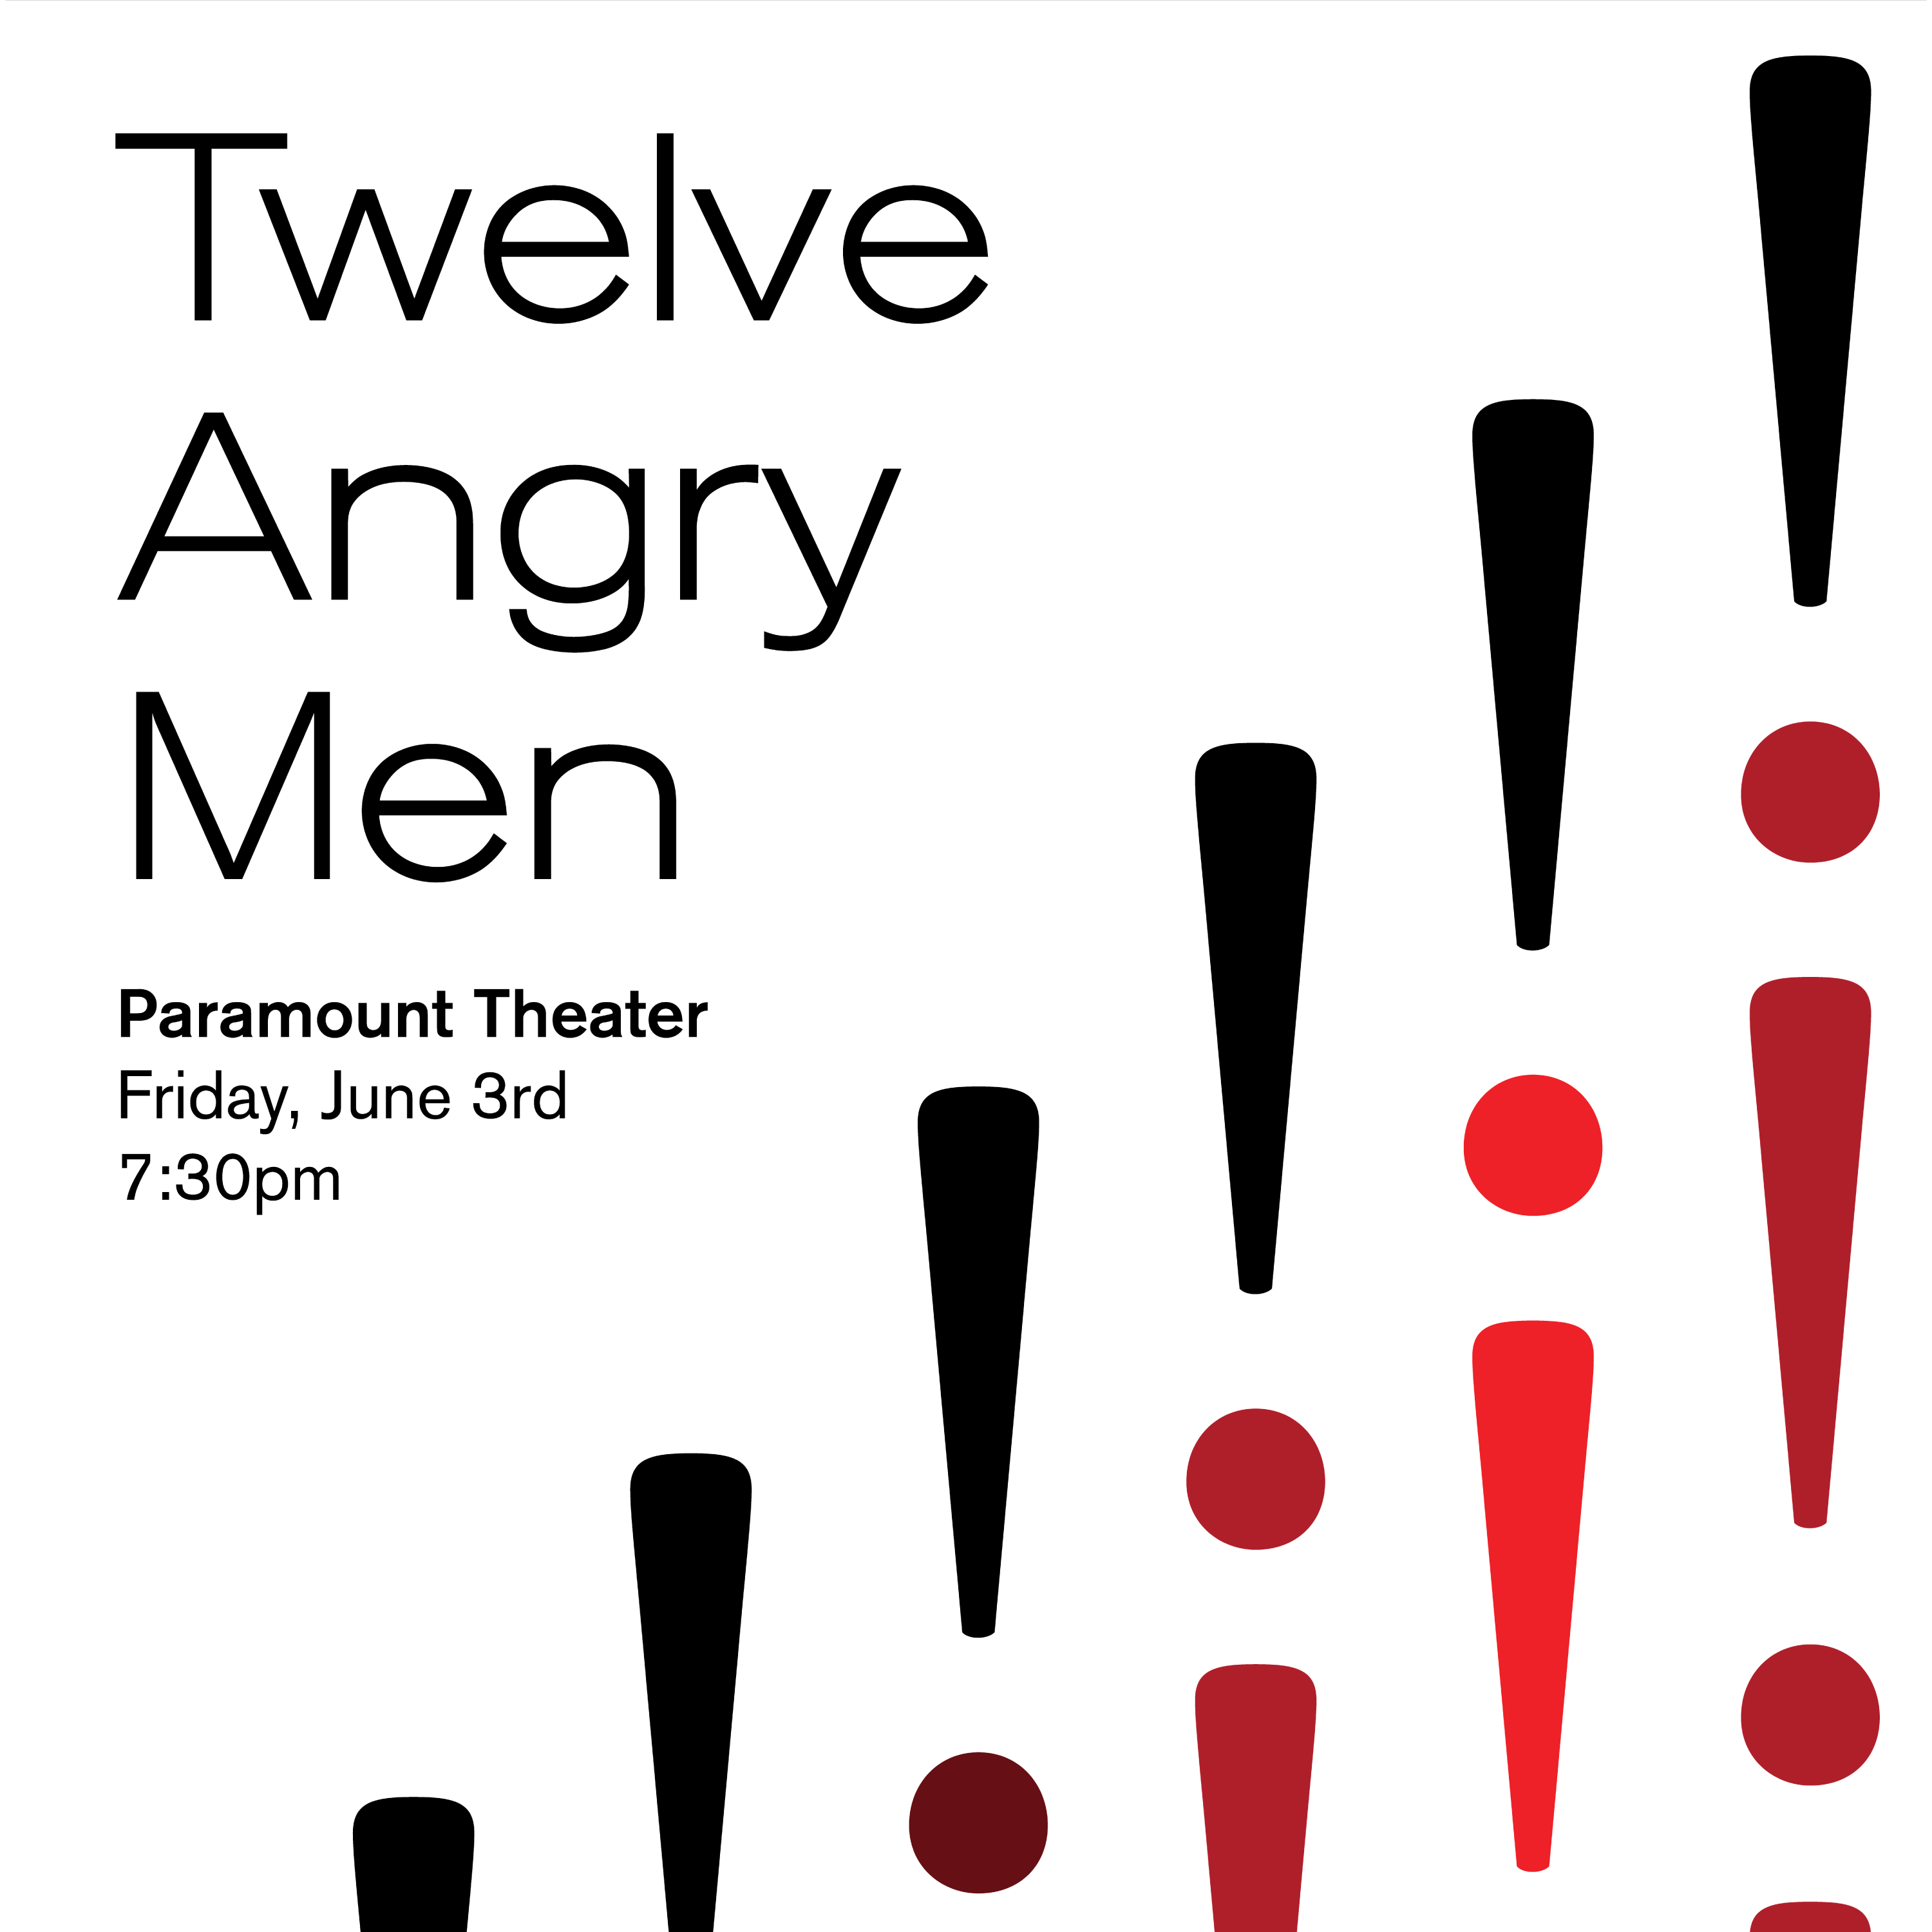 Twelve
Angry
Men
Paramount Theater
Friday, June 3rd
7:30pm